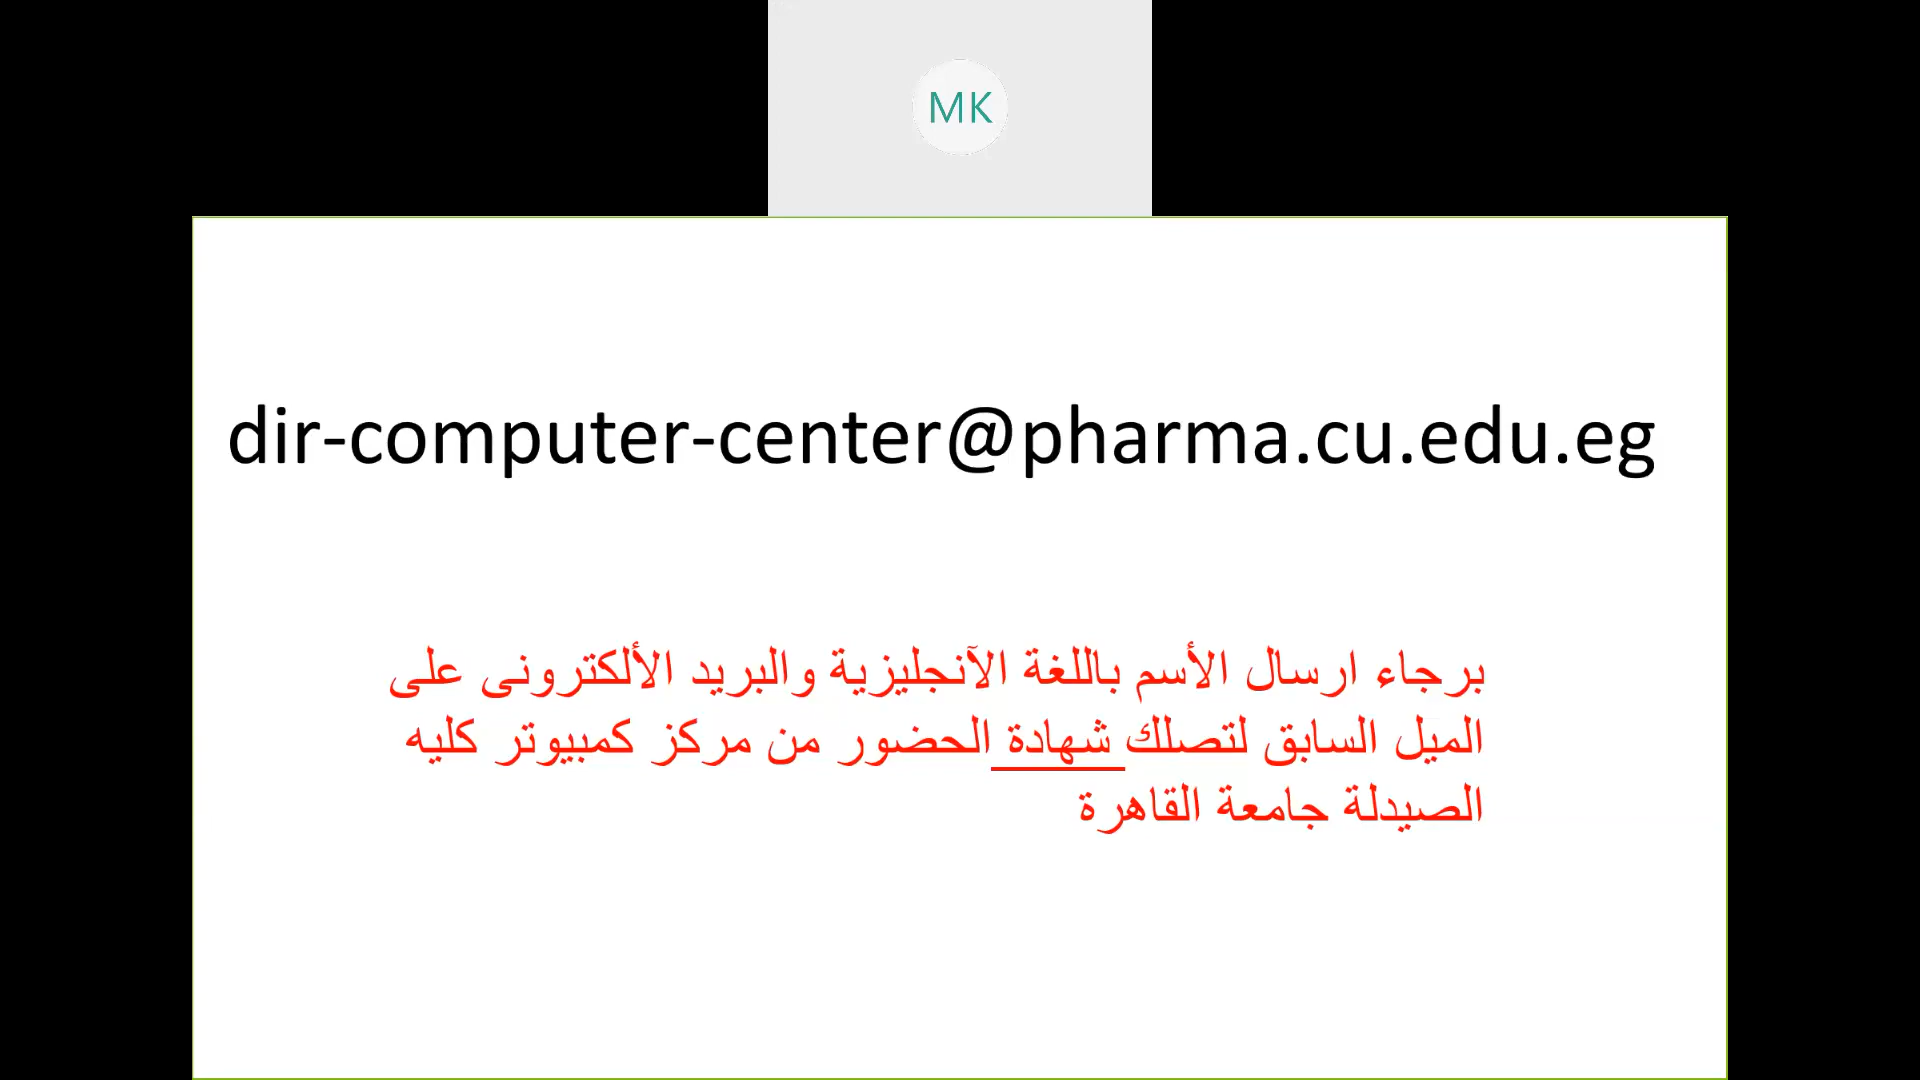 MK
dir-computer-center@pharma.cu.edu.eg
برجاء ارسال الأسم باللغة الآنجليزية والبريد الألكترونى على
الميل السابق لتصلك شهادة الحضور من مركز كمبيوتر كليه
الصيدلة جامعة القاهرة